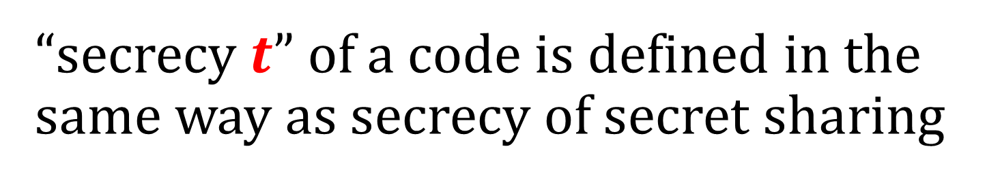 “secrecy t” of a code is defined in the
same way as secrecy of secret sharing